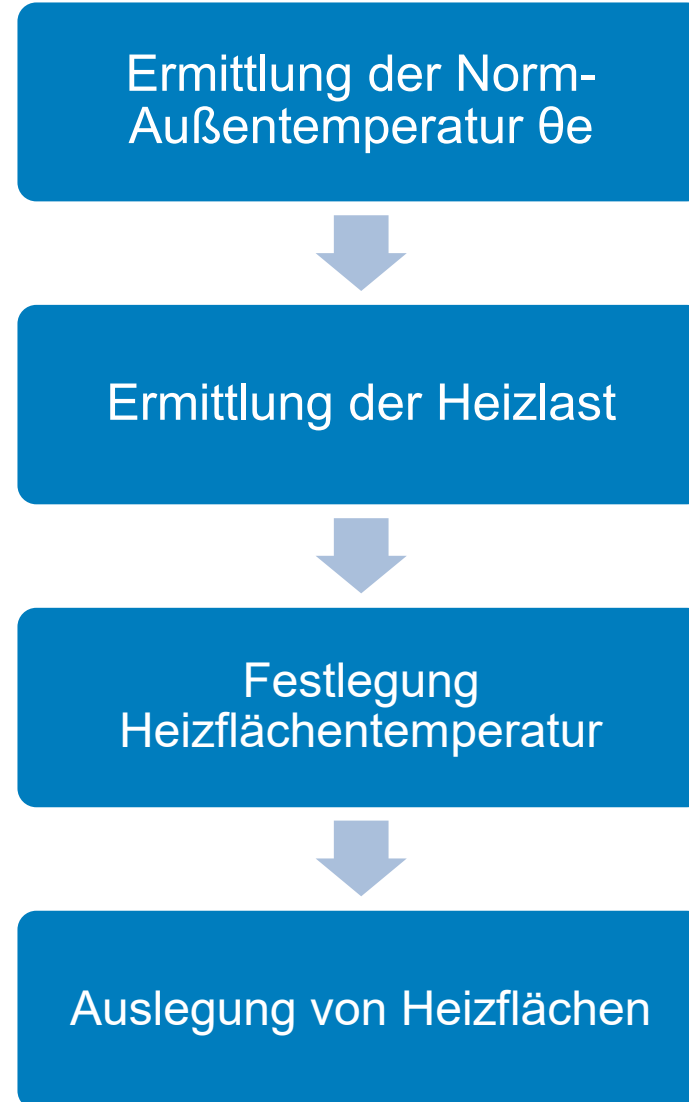 Ermittlung der Norm-
Außentemperatur θe
Ermittlung der Heizlast
Festlegung
Heizflächentemperatur
Auslegung von Heizflächen